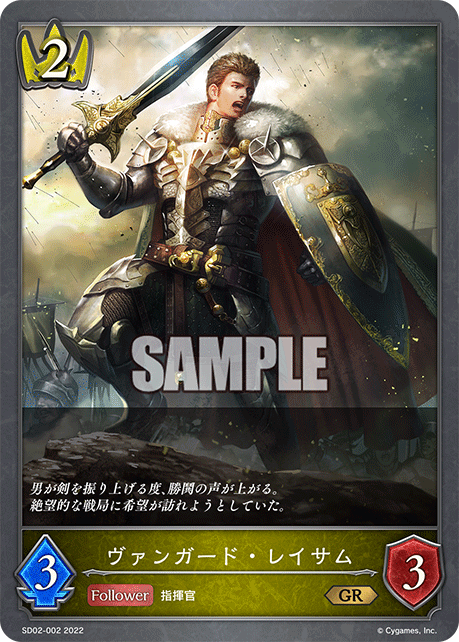 2
SAMPLE
男が剣を振り上げる度、勝鬨の声が上がる。
絶望的な戦局に希望が訪れようとしていた。
ヴァンガード・レイサム
3
Follower 指揮官
GR
3
SD02-002 2022
© Cygames, Inc.